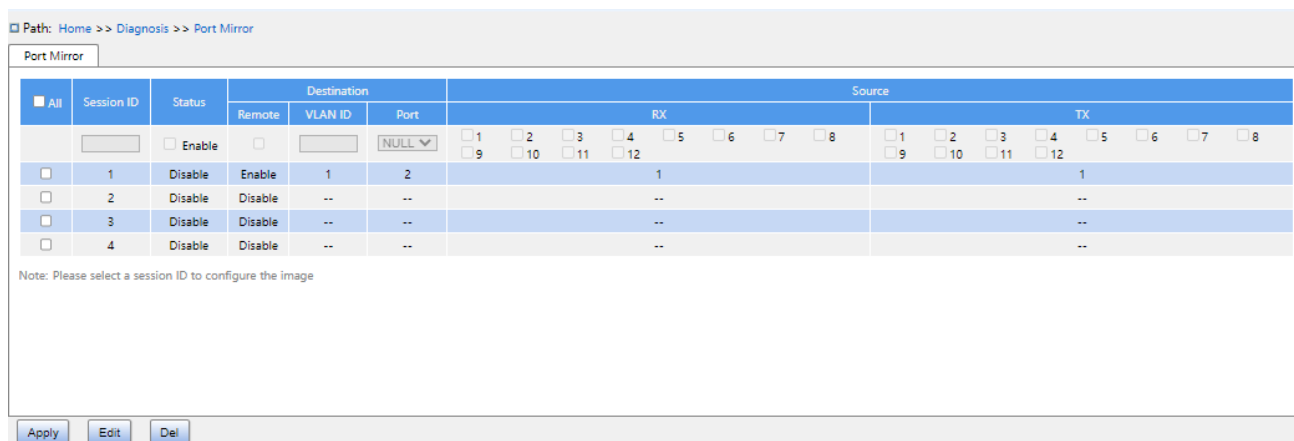 Path: Home >> Diagnosis >> Port Mirror
Port Mirror
All Session ID Status Destination Source
Remote VLAN ID Port RX TX
Enable NULL 1 2 3 4 5 6 7 8 1 2 3 4 5 6 7 8
9 10 11 12 9 10 11 12
1 Disable Enable 1 2 1 1
2 Disable Disable -- -- -- --
3 Disable Disable -- -- -- --
4 Disable Disable -- -- -- --
Note: Please select a session ID to configure the image
Apply Edit Del